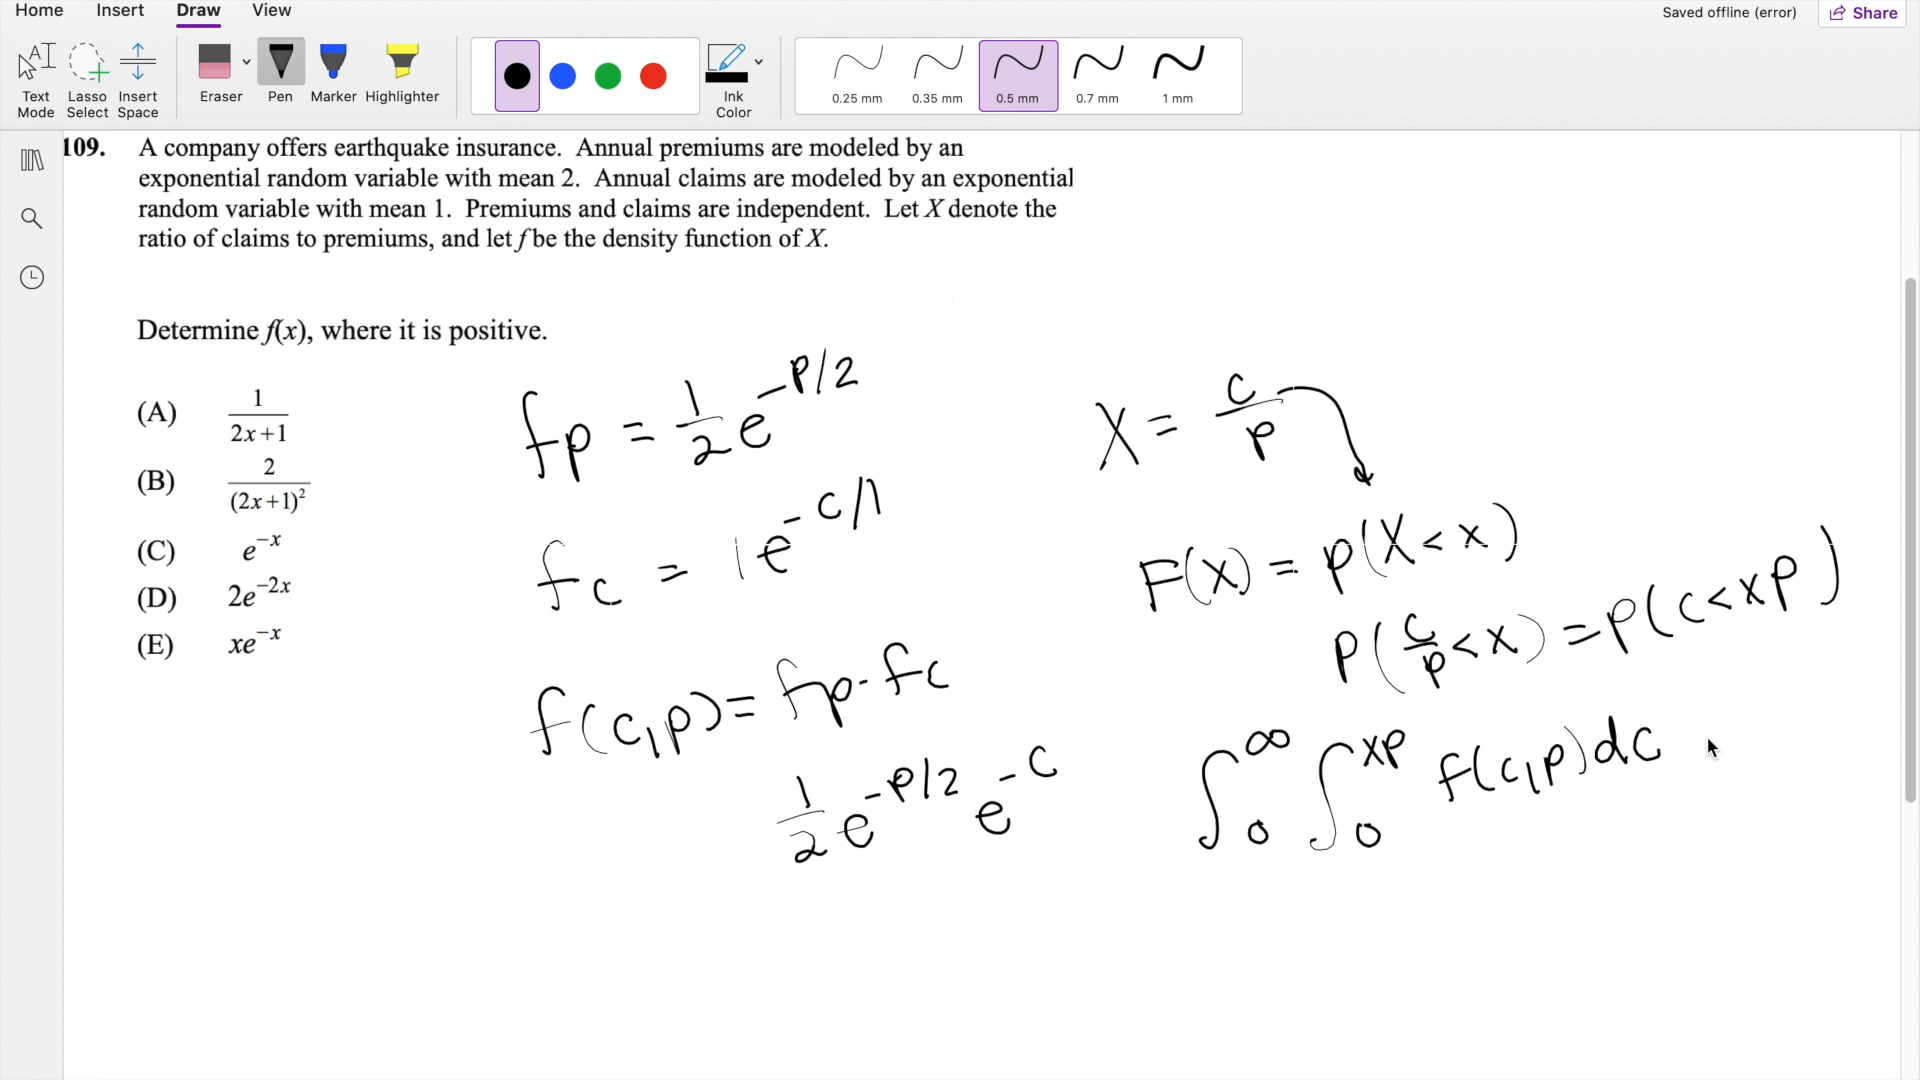 Home Insert Draw View
Saved offline (error) Share
Text Mode
Lasso Select
Insert Space
Eraser
Pen
Marker
Highlighter
Ink Color
0.25 mm
0.35 mm
0.5 mm
0.7 mm
1 mm
109. A company offers earthquake insurance. Annual premiums are modeled by an
exponential random variable with mean 2. Annual claims are modeled by an exponential
random variable with mean 1. Premiums and claims are independent. Let X denote the
ratio of claims to premiums, and let f be the density function of X.
Determine f(x), where it is positive.
(A) 1/(2x+1)
(B) 2/(2x+1)²
(C) e^{-x}
(D) 2e^{-2x}
(E) xe^{-x}
fp = 1/2 e^{-P/2}
fc = 1e^{-c/1}
f(c,p) = fp · fc
1/2 e^{-P/2} e^{-c}
X = c/p
F(x) = p(X < x)
P(c/p < x) = p(c < xp)
∫_0^∞ ∫_0^{xp} f(c,p)dc